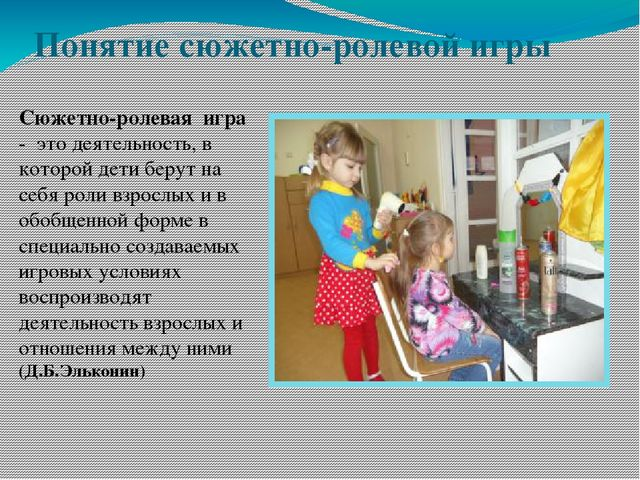 Понятие сюжетно-ролевой игры
Сюжетно-ролевая игра
- это деятельность, в
которой дети берут на
себя роли взрослых и в
обобщенной форме в
специально создаваемых
игровых условиях
воспроизводят
деятельность взрослых и
отношения между ними
(Д.Б.Эльконин)